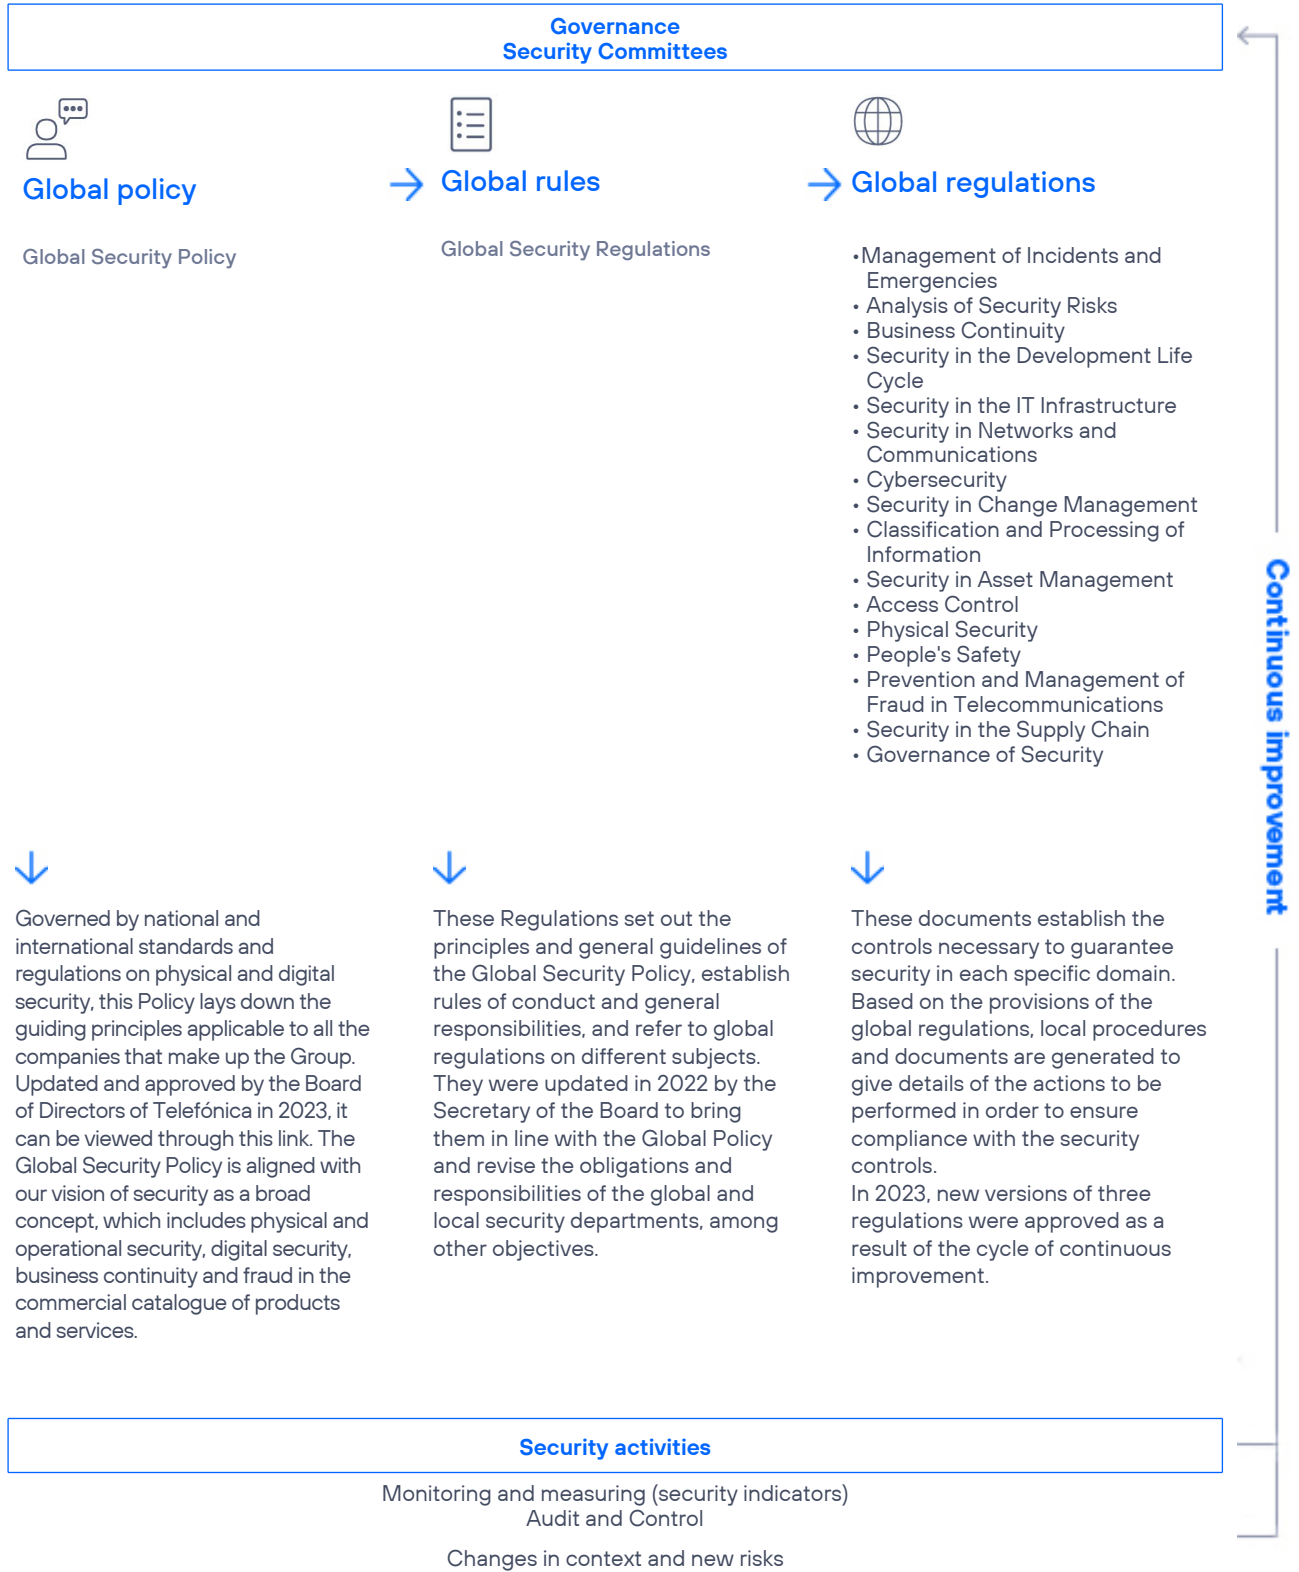 Governance
Security Committees
Global policy
Global Security Policy
Global rules
Global Security Regulations
Global regulations
•Management of Incidents and
Emergencies
• Analysis of Security Risks
• Business Continuity
• Security in the Development Life
Cycle
• Security in the IT Infrastructure
• Security in Networks and
Communications
• Cybersecurity
• Security in Change Management
• Classification and Processing of
Information
• Security in Asset Management
• Access Control
• Physical Security
• People's Safety
• Prevention and Management of
Fraud in Telecommunications
• Security in the Supply Chain
• Governance of Security
Governed by national and
international standards and
regulations on physical and digital
security, this Policy lays down the
guiding principles applicable to all the
companies that make up the Group.
Updated and approved by the Board
of Directors of Telefónica in 2023, it
can be viewed through this link. The
Global Security Policy is aligned with
our vision of security as a broad
concept, which includes physical and
operational security, digital security,
business continuity and fraud in the
commercial catalogue of products
and services.
These Regulations set out the
principles and general guidelines of
the Global Security Policy, establish
rules of conduct and general
responsibilities, and refer to global
regulations on different subjects.
They were updated in 2022 by the
Secretary of the Board to bring
them in line with the Global Policy
and revise the obligations and
responsibilities of the global and
local security departments, among
other objectives.
These documents establish the
controls necessary to guarantee
security in each specific domain.
Based on the provisions of the
global regulations, local procedures
and documents are generated to
give details of the actions to be
performed in order to ensure
compliance with the security
controls.
In 2023, new versions of three
regulations were approved as a
result of the cycle of continuous
improvement.
Continuous improvement
Security activities
Monitoring and measuring (security indicators)
Audit and Control
Changes in context and new risks